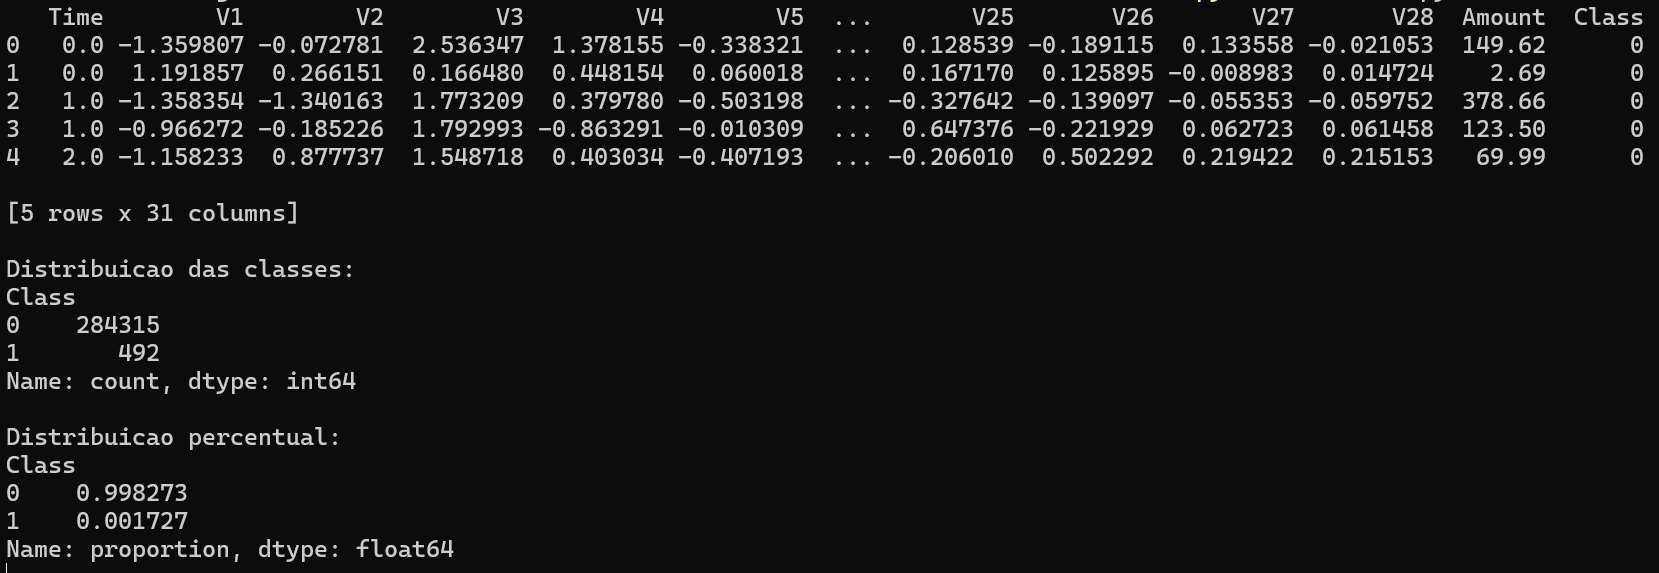 Time V1 V2 V3 V4 V5 ... V25 V26 V27 V28 Amount Class
0 0.0 -1.359807 -0.072781 2.536347 1.378155 -0.338321 ... 0.128539 -0.189115 0.133558 -0.021053 149.62 0
1 0.0 1.191857 0.266151 0.166480 0.448154 0.060018 ... 0.167170 0.125895 -0.008983 0.014724 2.69 0
2 1.0 -1.358354 -1.340163 1.773209 0.379780 -0.503198 ... -0.327642 -0.139097 -0.055353 -0.059752 378.66 0
3 1.0 -0.966272 -0.185226 1.792993 -0.863291 -0.010309 ... 0.647376 -0.221929 0.062723 0.061458 123.50 0
4 2.0 -1.158233 0.877737 1.548718 0.403034 -0.407193 ... -0.206010 0.502292 0.219422 0.215153 69.99 0
[5 rows x 31 columns]
Distribuicao das classes:
Class
0 284315
1 492
Name: count, dtype: int64
Distribuicao percentual:
Class
0 0.998273
1 0.001727
Name: proportion, dtype: float64